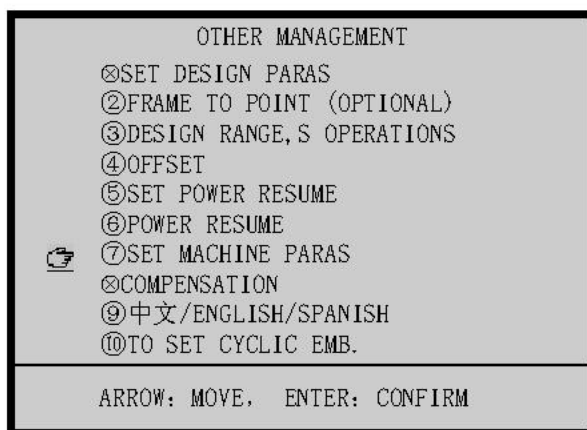 OTHER MANAGEMENT
⊗SET DESIGN PARAS
②FRAME TO POINT (OPTIONAL)
③DESIGN RANGE,S OPERATIONS
④OFFSET
⑤SET POWER RESUME
⑥POWER RESUME
⑦SET MACHINE PARAS
⊗COMPENSATION
⑨中文/ENGLISH/SPANISH
⑩TO SET CYCLIC EMB.
ARROW: MOVE, ENTER: CONFIRM